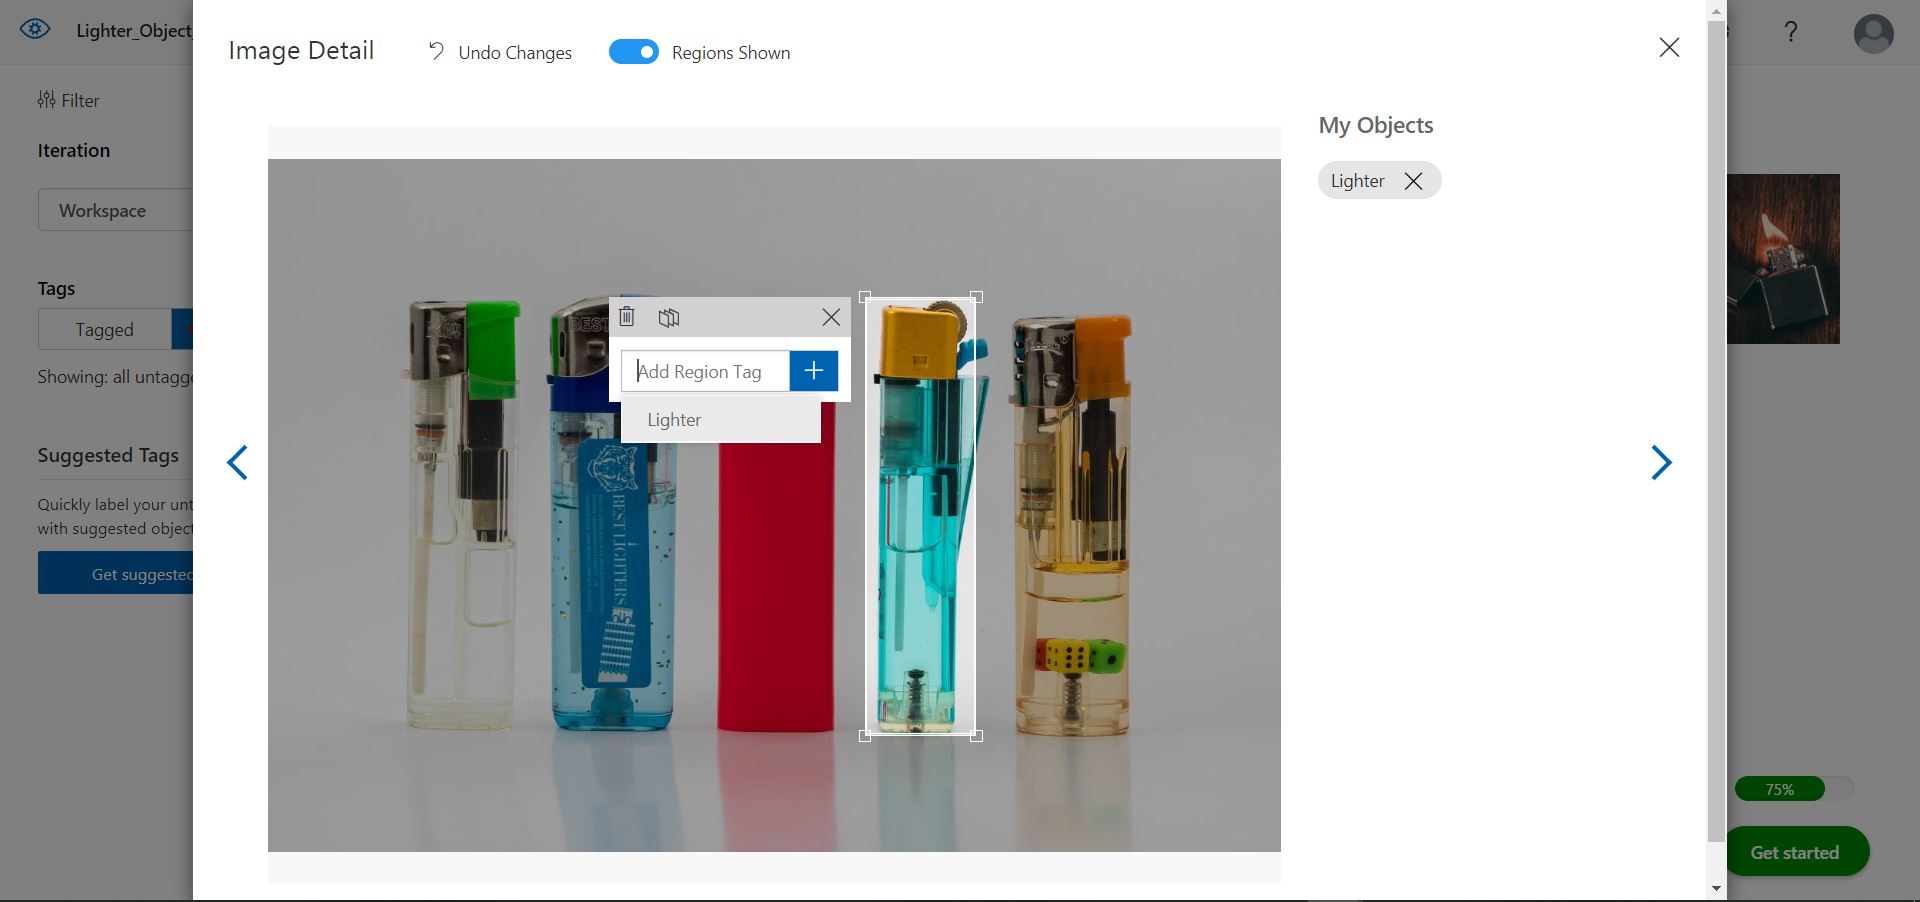 Lighter_Object
Image Detail
Undo Changes
Regions Shown
?
Filter
Iteration
Workspace
Tags
Tagged
Showing: all untagge
Suggested Tags
Quickly label your unt
with suggested object
Get suggested
My Objects
Lighter
Add Region Tag
Lighter
BEST
BEST LIGHTERS
75%
Get started